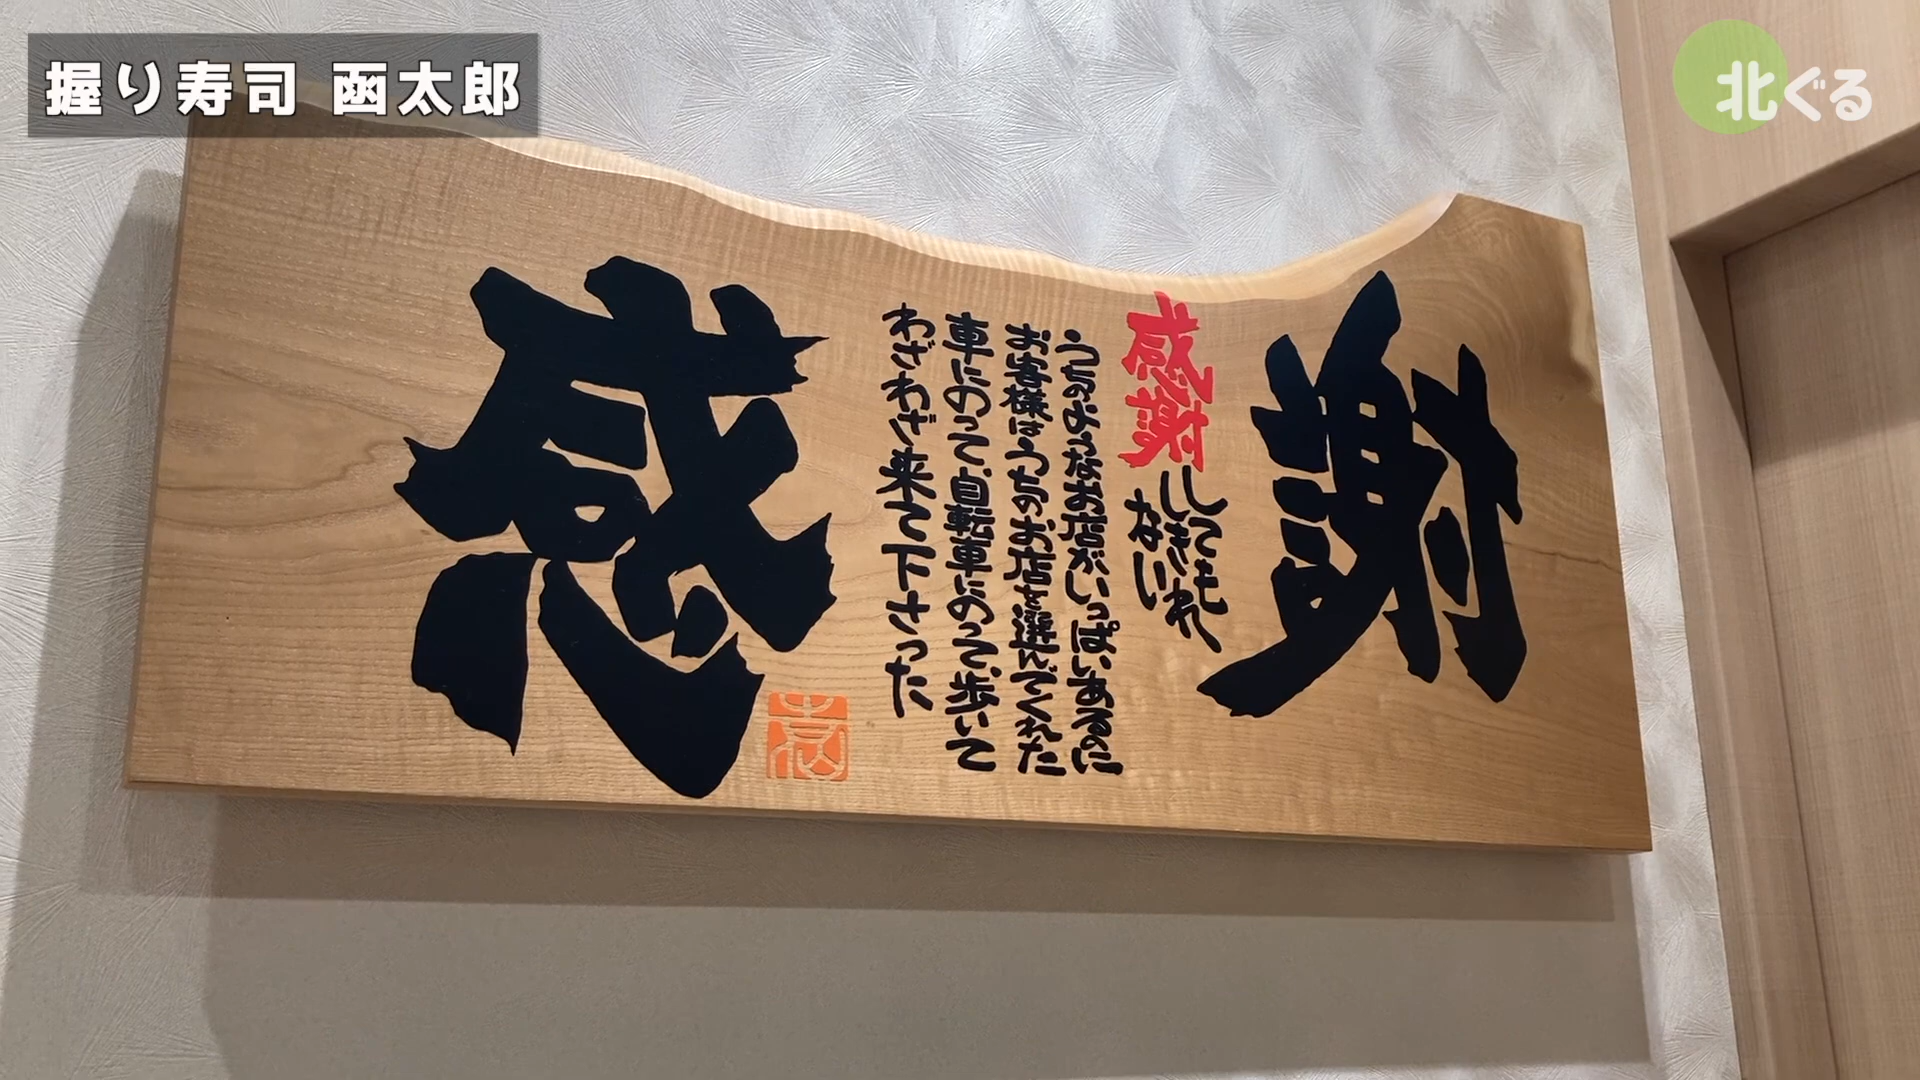 握り寿司 函太郎
北ぐる
感
謝
わざわざ来て下さった
車にのって、自転車にのって、歩いて
お客様はうちのお店を選んでくれた
うちのようなお店がいっぱいあるのに
感謝
してもしきれない